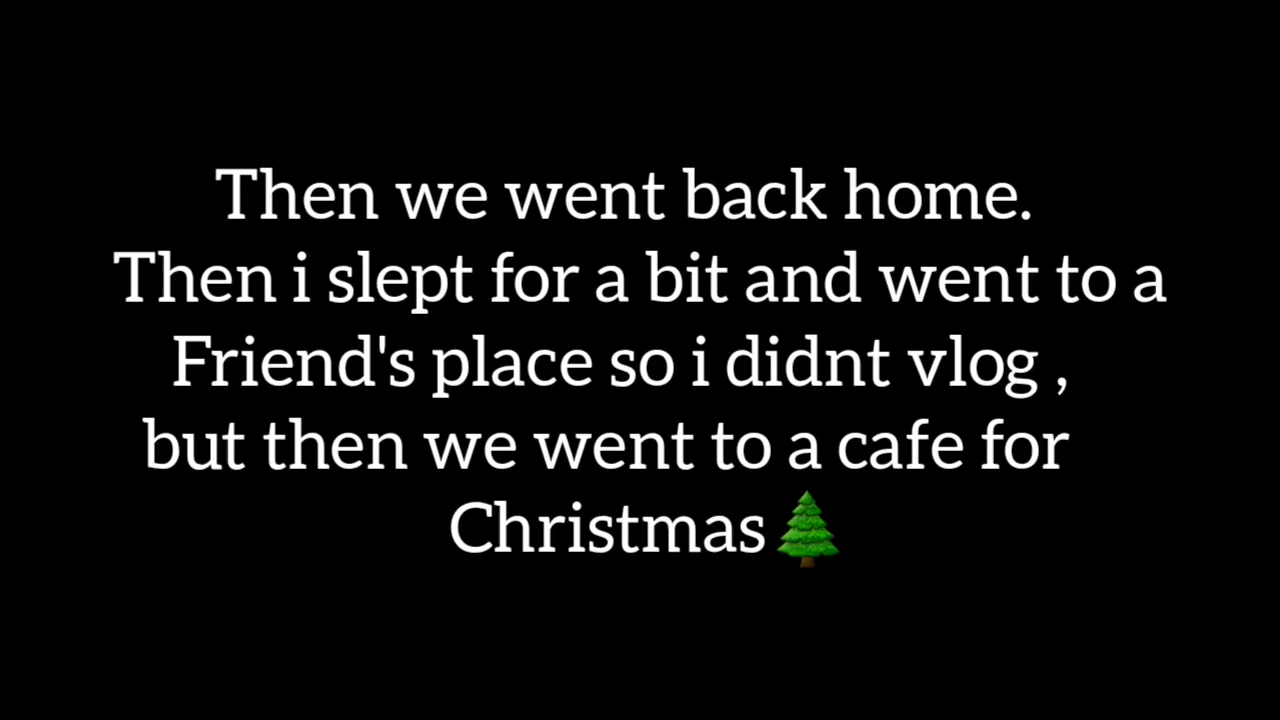 Then we went back home.
Then i slept for a bit and went to a
Friend's place so i didnt vlog ,
but then we went to a cafe for
Christmas🌲